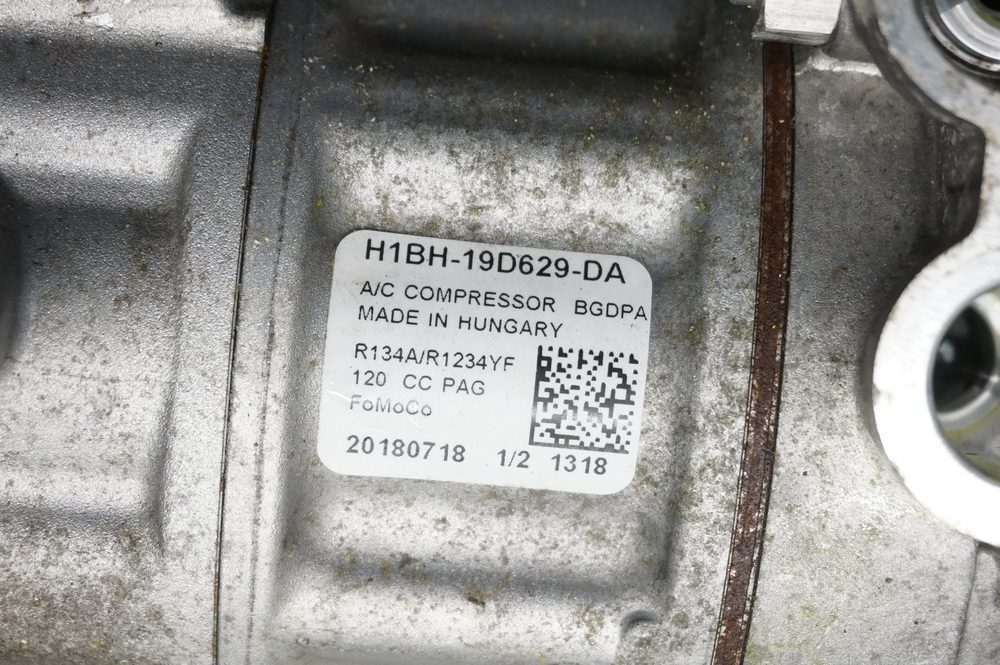 H1BH-19D629-DA
A/C COMPRESSOR BGDPA
MADE IN HUNGARY
R134A/R1234YF
120 CC PAG
FoMoCo
20180718 1/2 1318